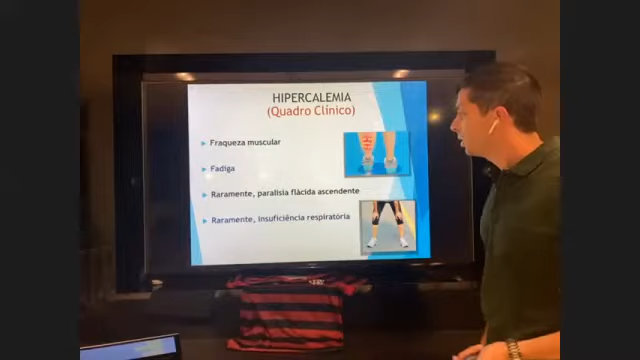 HIPERCALEMIA
(Quadro Clínico)
Fraqueza muscular
Fadiga
Raramente, paralisia flácida ascendente
Raramente, insuficiência respiratória